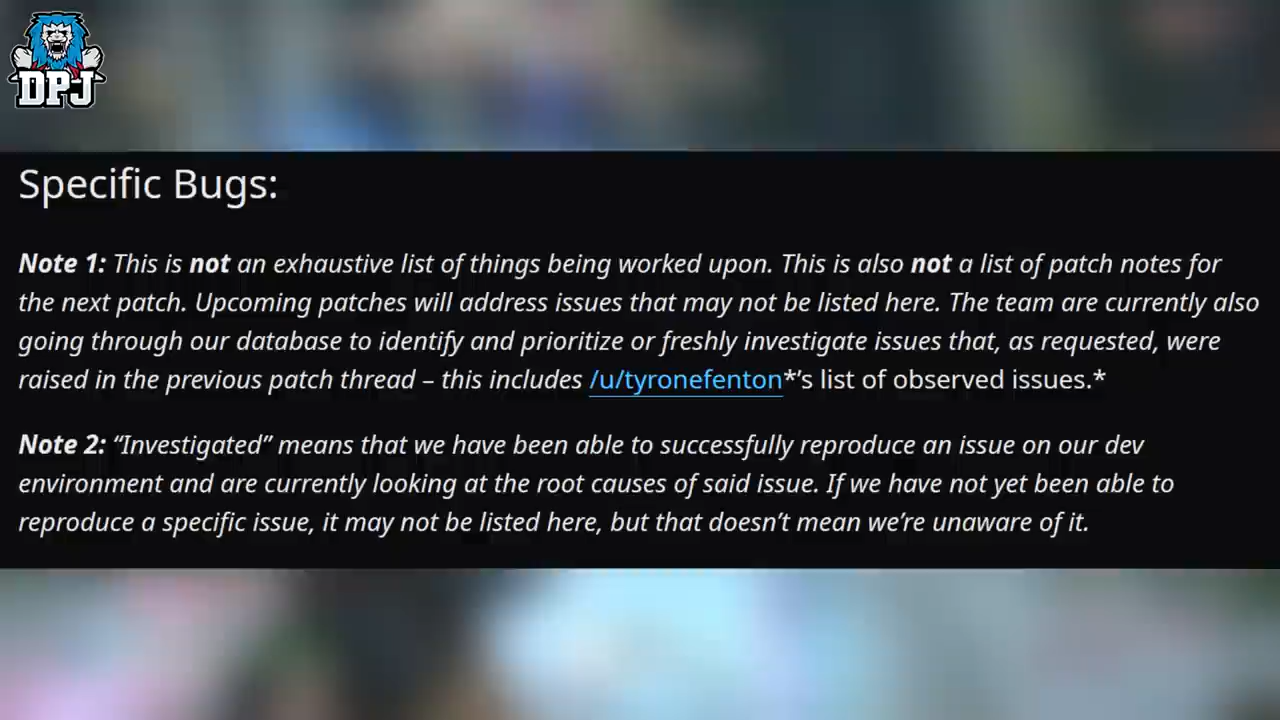 DPJ
Specific Bugs:
Note 1: This is not an exhaustive list of things being worked upon. This is also not a list of patch notes for
the next patch. Upcoming patches will address issues that may not be listed here. The team are currently also
going through our database to identify and prioritize or freshly investigate issues that, as requested, were
raised in the previous patch thread – this includes /u/tyronefenton*’s list of observed issues.*
Note 2: “Investigated” means that we have been able to successfully reproduce an issue on our dev
environment and are currently looking at the root causes of said issue. If we have not yet been able to
reproduce a specific issue, it may not be listed here, but that doesn’t mean we’re unaware of it.